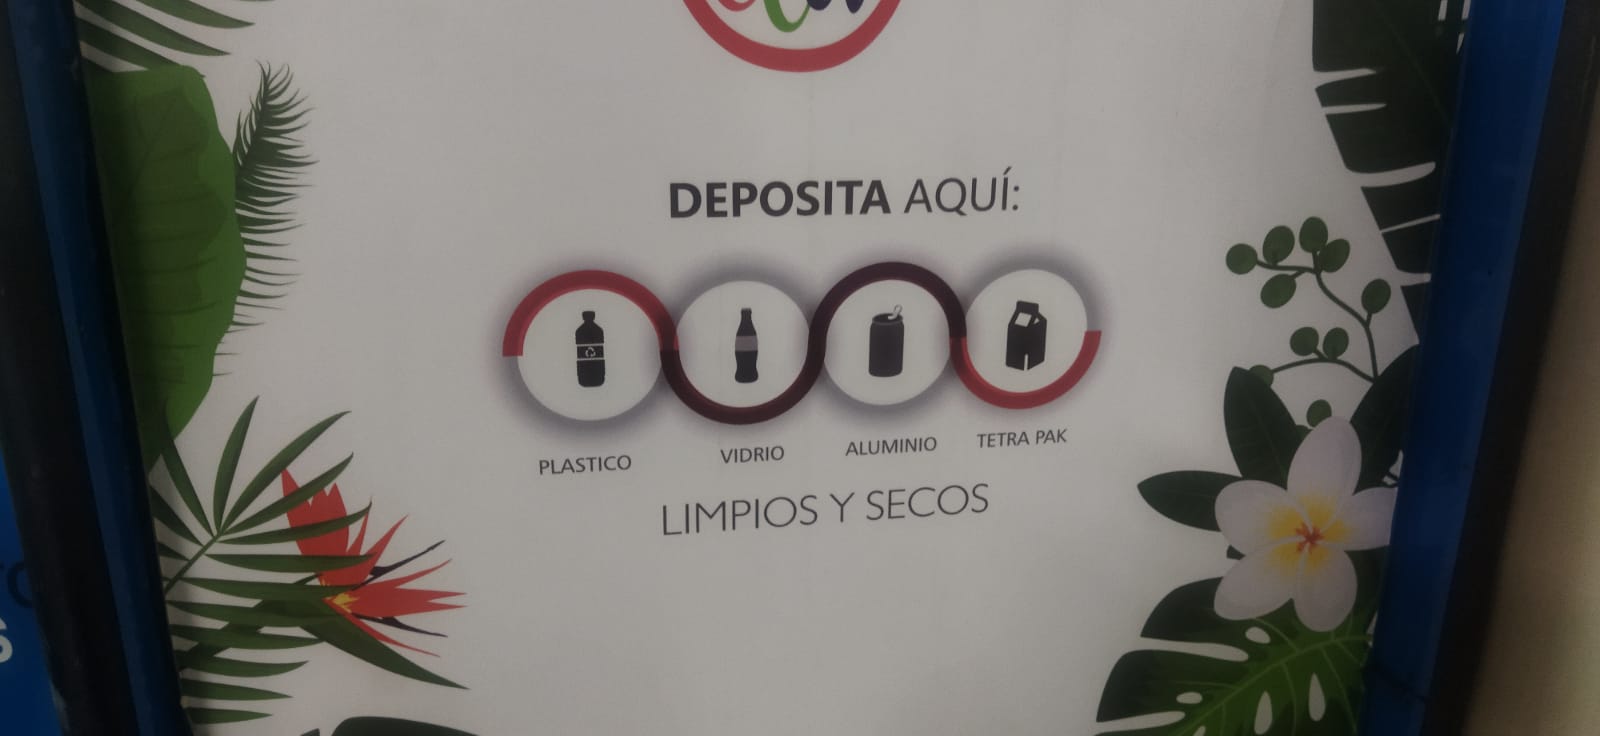 DEPOSITA AQUÍ:
PLASTICO VIDRIO ALUMINIO TETRA PAK
LIMPIOS Y SECOS